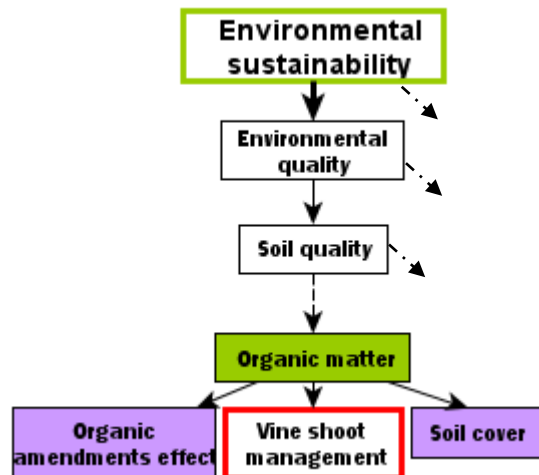 Environmental
sustainability
Environmental
quality
Soil quality
Organic matter
Organic
amendments effect
Vine shoot
management
Soil cover